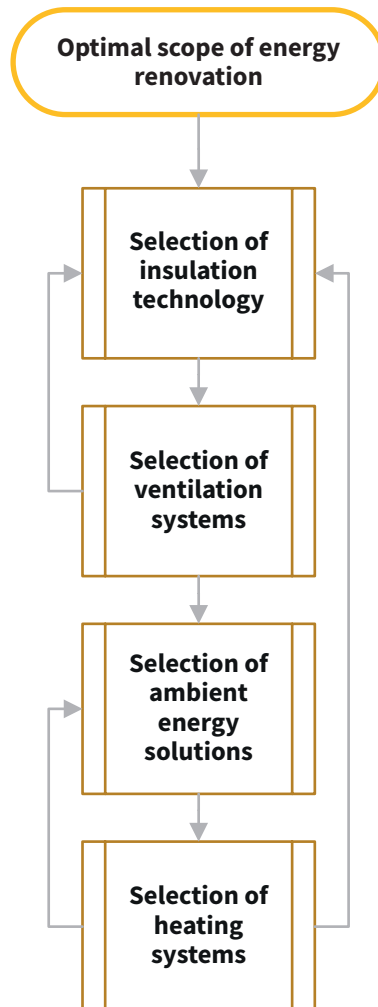 Optimal scope of energy
renovation
Selection of
insulation
technology
Selection of
ventilation
systems
Selection of
ambient
energy
solutions
Selection of
heating
systems